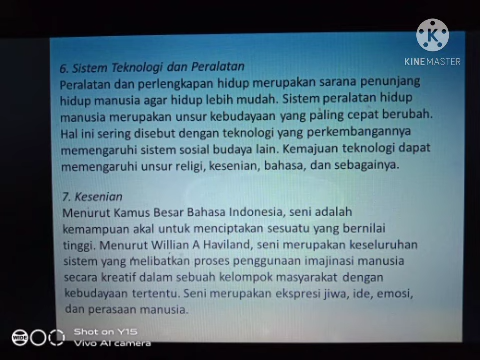 KINEMASTER
6. Sistem Teknologi dan Peralatan
Peralatan dan perlengkapan hidup merupakan sarana penunjang
hidup manusia agar hidup lebih mudah. Sistem peralatan hidup
manusia merupakan unsur kebudayaan yang paling cepat berubah.
Hal ini sering disebut dengan teknologi yang perkembangannya
memengaruhi sistem sosial budaya lain. Kemajuan teknologi dapat
memengaruhi unsur religi, kesenian, bahasa, dan sebagainya.
7. Kesenian
Menurut Kamus Besar Bahasa Indonesia, seni adalah
kemampuan akal untuk menciptakan sesuatu yang bernilai
tinggi. Menurut Willian A Haviland, seni merupakan keseluruhan
sistem yang melibatkan proses penggunaan imajinasi manusia
secara kreatif dalam sebuah kelompok masyarakat dengan
kebudayaan tertentu. Seni merupakan ekspresi jiwa, ide, emosi,
dan perasaan manusia.
WIDE
Shot on Y15
Vivo AI camera